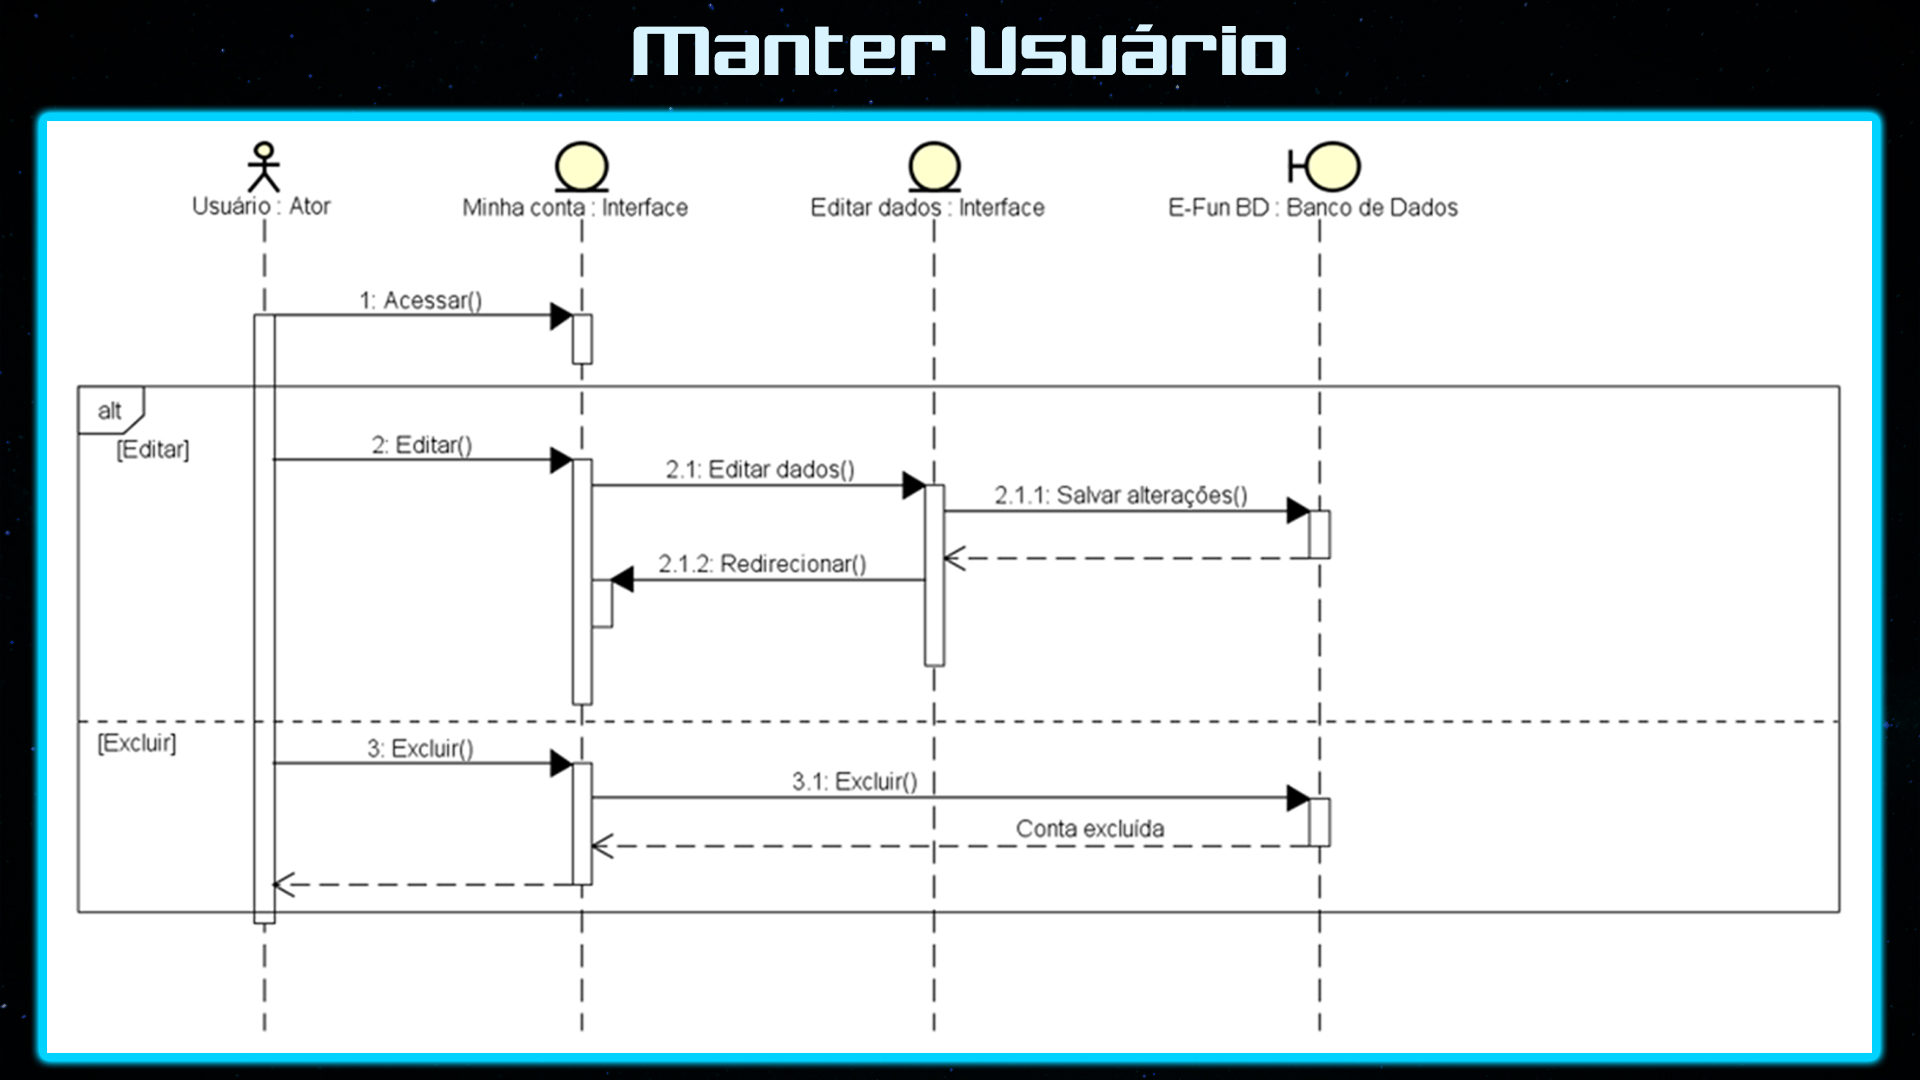 Manter Usuário
Usuário : Ator
Minha conta : Interface
Editar dados : Interface
E-Fun BD : Banco de Dados
1: Acessar()
alt
[Editar]
2: Editar()
2.1: Editar dados()
2.1.1: Salvar alterações()
2.1.2: Redirecionar()
[Excluir]
3: Excluir()
3.1: Excluir()
Conta excluída